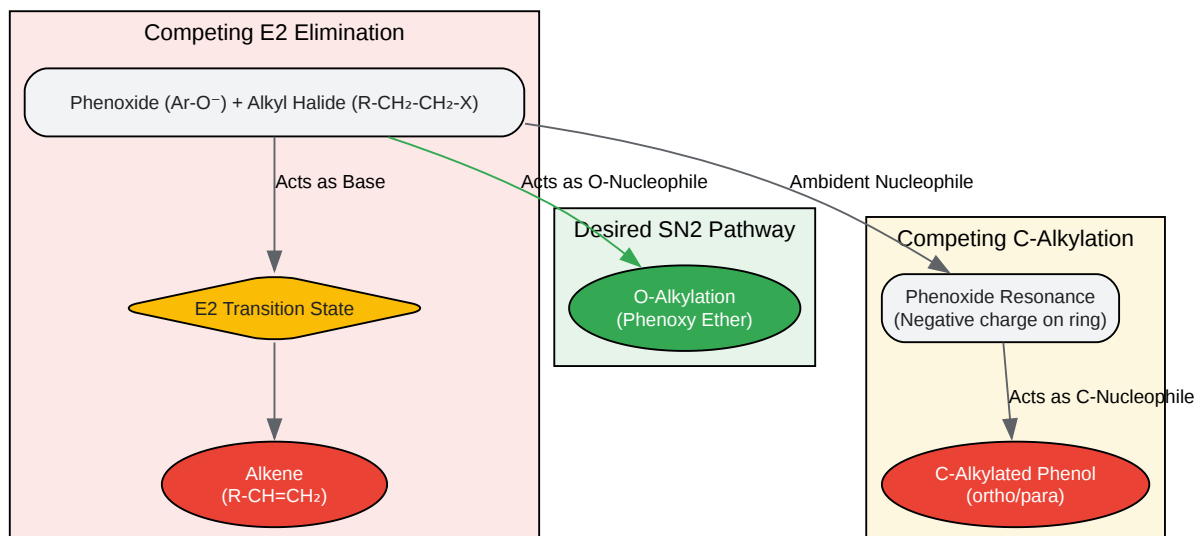 Competing E2 Elimination
Phenoxide (Ar-O⁻) + Alkyl Halide (R-CH₂-CH₂-X)
Acts as Base
Acts as O-Nucleophile
Ambident Nucleophile
Desired SN2 Pathway
Competing C-Alkylation
E2 Transition State
O-Alkylation
(Phenoxy Ether)
Phenoxide Resonance
(Negative charge on ring)
Acts as C-Nucleophile
Alkene
(R-CH=CH₂)
C-Alkylated Phenol
(ortho/para)